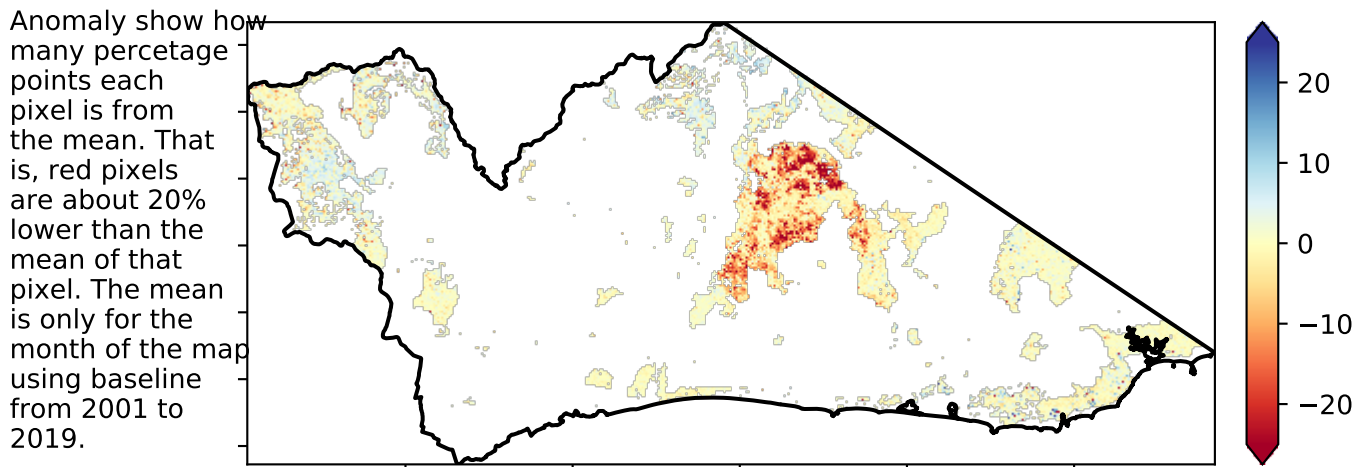 Anomaly show how
many percetage
points each
pixel is from
the mean. That
is, red pixels
are about 20%
lower than the
mean of that
pixel. The mean
is only for the
month of the map
using baseline
from 2001 to
2019.
20
10
0
−10
−20